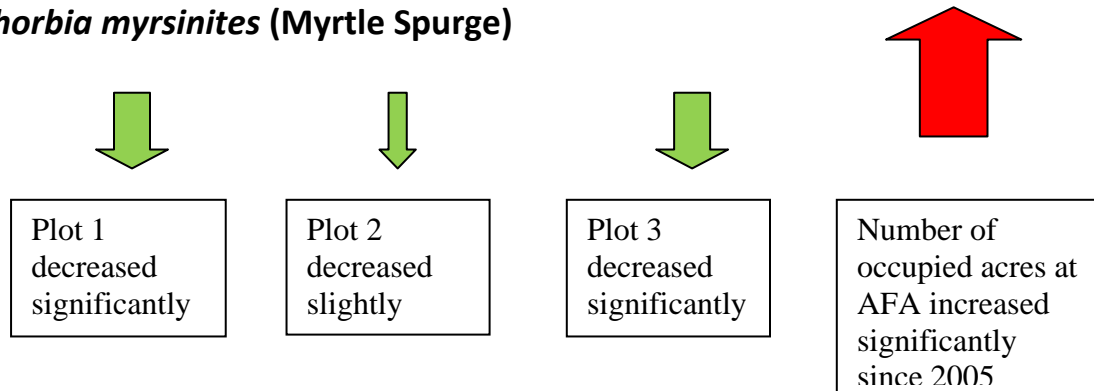 horbia myrsinites (Myrtle Spurge)
Plot 1
decreased
significantly
Plot 2
decreased
slightly
Plot 3
decreased
significantly
Number of
occupied acres at
AFA increased
significantly
since 2005